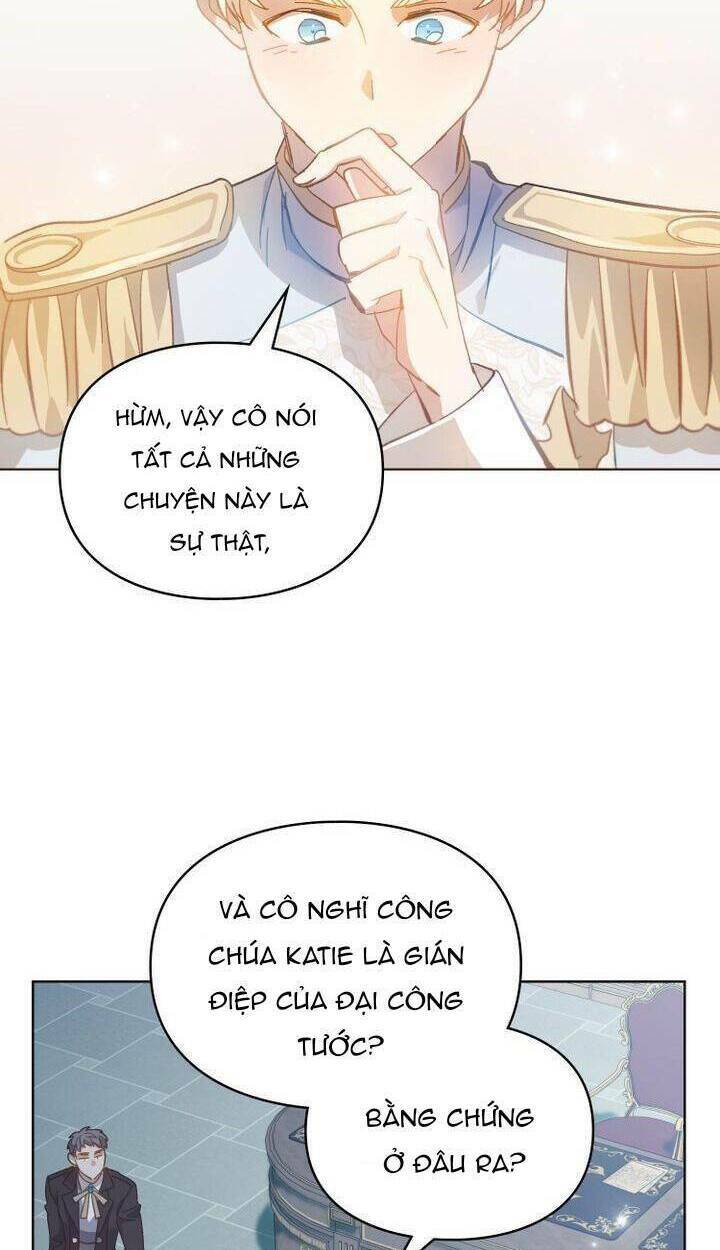 HỪM, VẬY CÔ NÓI
TẤT CẢ NHỮNG
CHUYỆN NÀY LÀ
SỰ THẬT,
VÀ CÔ NGHĨ CÔNG
CHÚA KATIE LÀ GIÁN
ĐIỆP CỦA ĐẠI CÔNG
TƯỚC?
BẰNG CHỨNG
Ở ĐÂU RA?